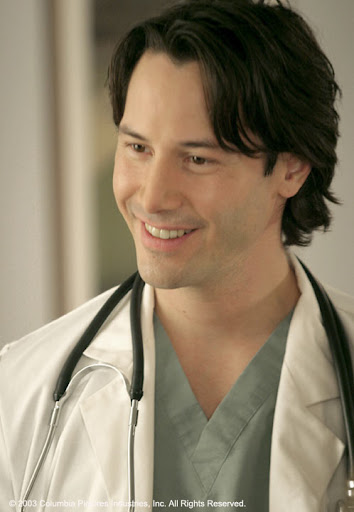 © 2003 Columbia Pictures Industries, Inc. All Rights Reserved.